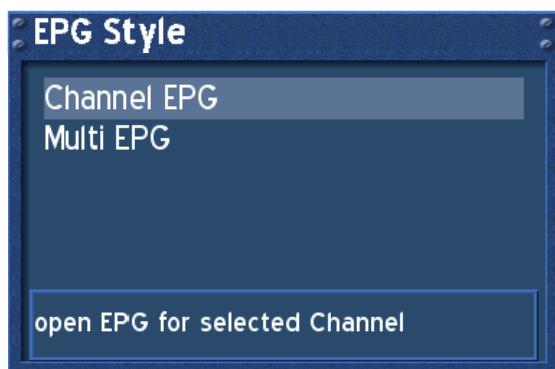 EPG Style
Channel EPG
Multi EPG
open EPG for selected Channel